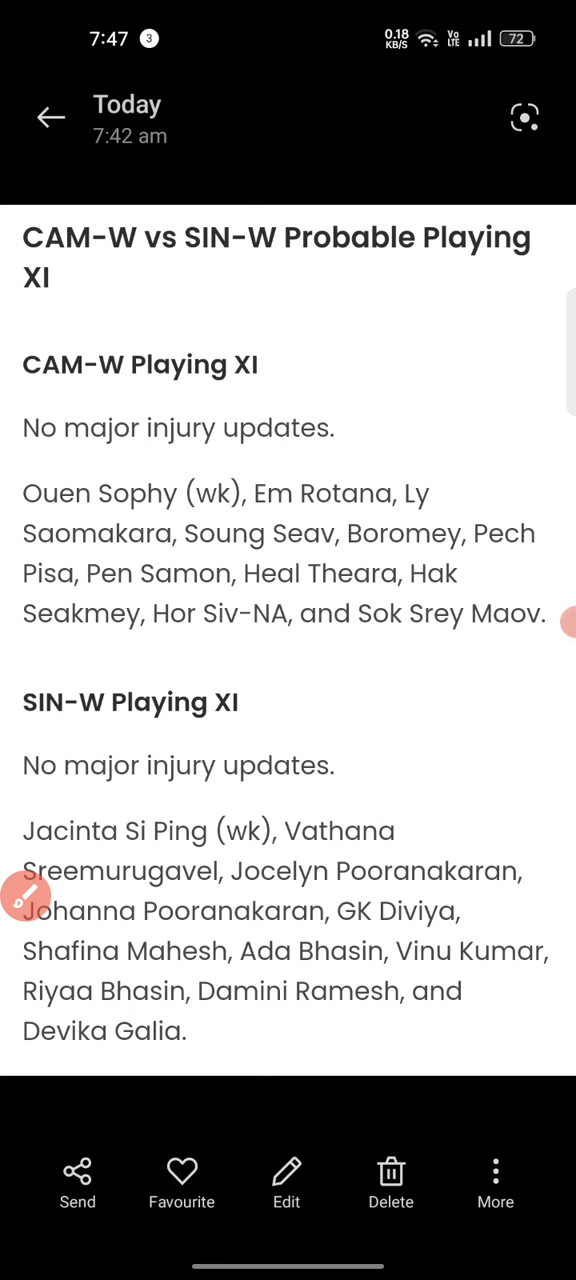 7:47 3 0.18 KB/S Vo LTE 72
Today
7:42 am
CAM-W vs SIN-W Probable Playing
XI
CAM-W Playing XI
No major injury updates.
Ouen Sophy (wk), Em Rotana, Ly
Saomakara, Soung Seav, Boromey, Pech
Pisa, Pen Samon, Heal Theara, Hak
Seakmey, Hor Siv-NA, and Sok Srey Maov.
SIN-W Playing XI
No major injury updates.
Jacinta Si Ping (wk), Vathana
Sreemurugavel, Jocelyn Pooranakaran,
Johanna Pooranakaran, GK Diviya,
Shafina Mahesh, Ada Bhasin, Vinu Kumar,
Riyaa Bhasin, Damini Ramesh, and
Devika Galia.
Send Favourite Edit Delete More